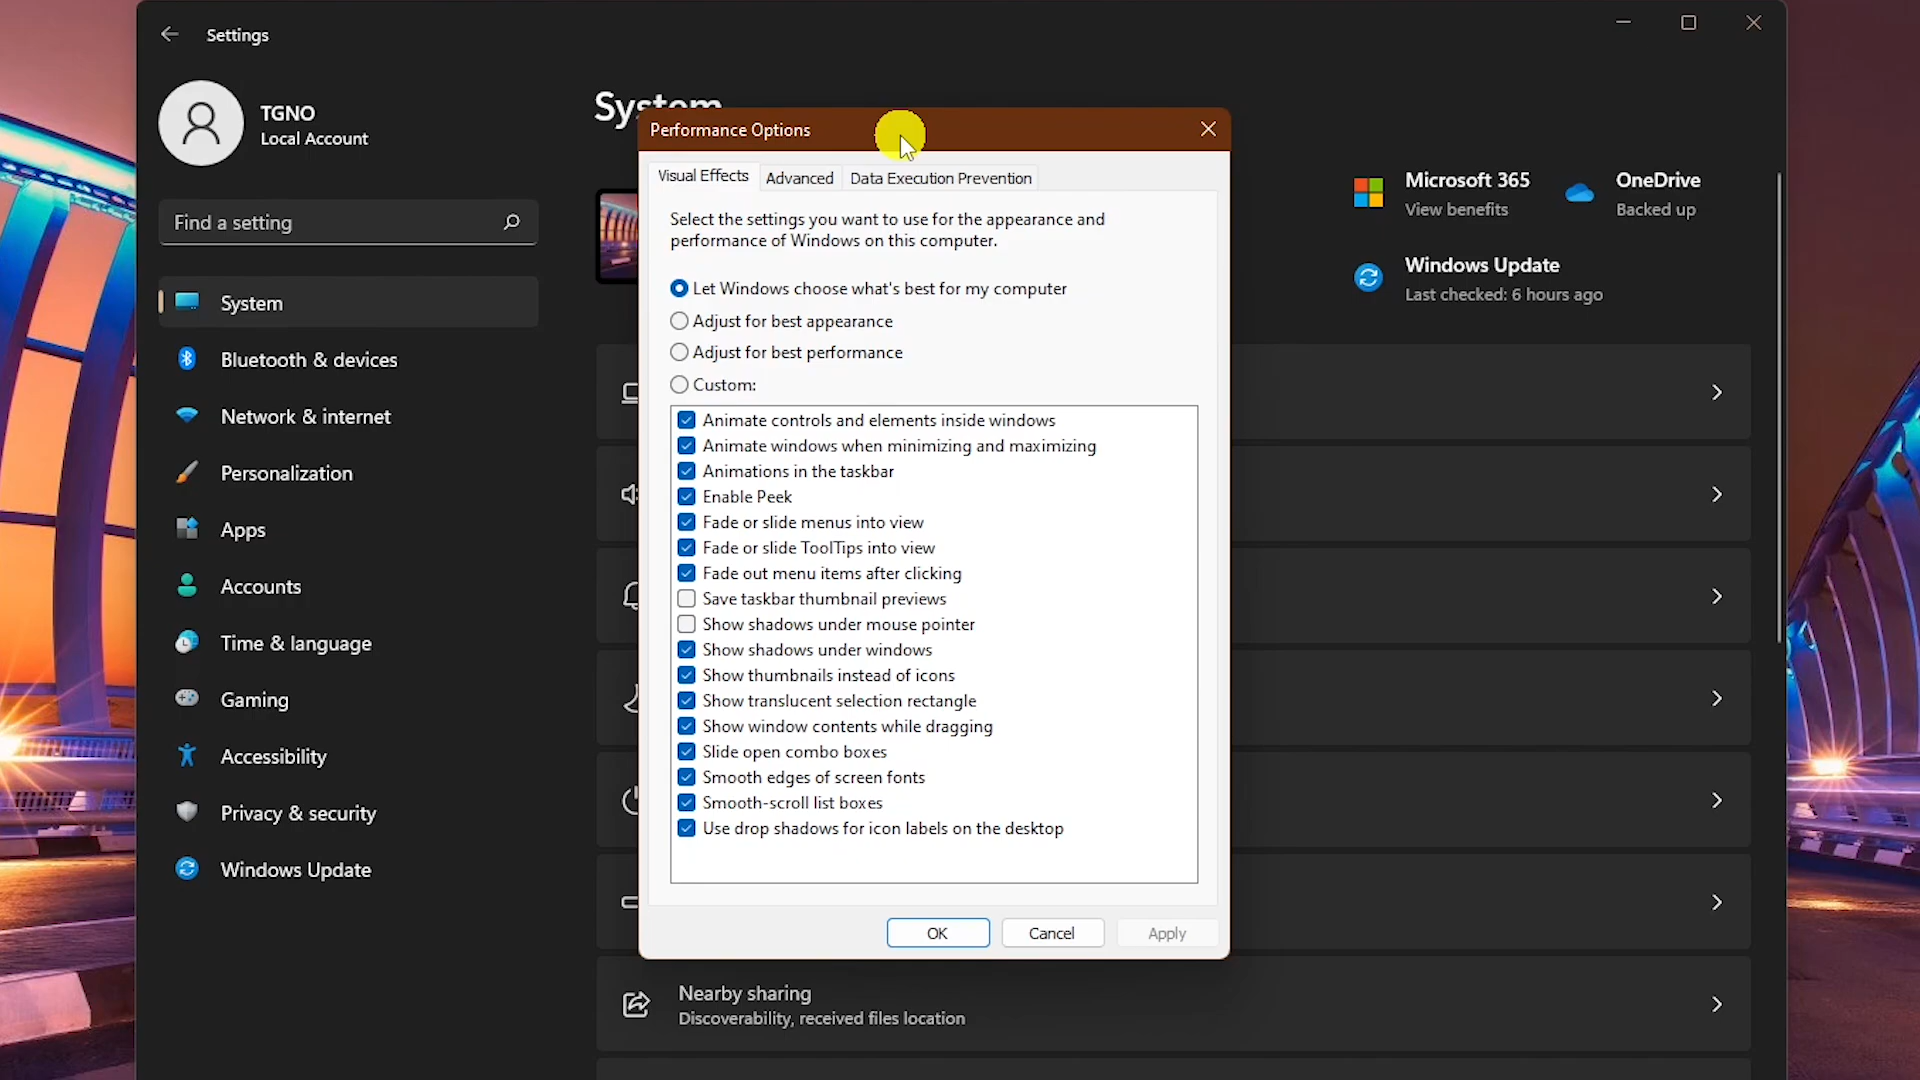 Settings
TGNO
Local Account
Find a setting
System
Bluetooth & devices
Network & internet
Personalization
Apps
Accounts
Time & language
Gaming
Accessibility
Privacy & security
Windows Update
System
Microsoft 365
View benefits
OneDrive
Backed up
Windows Update
Last checked: 6 hours ago
Performance Options
Visual Effects
Advanced
Data Execution Prevention
Select the settings you want to use for the appearance and
performance of Windows on this computer.
Let Windows choose what's best for my computer
Adjust for best appearance
Adjust for best performance
Custom:
Animate controls and elements inside windows
Animate windows when minimizing and maximizing
Animations in the taskbar
Enable Peek
Fade or slide menus into view
Fade or slide ToolTips into view
Fade out menu items after clicking
Save taskbar thumbnail previews
Show shadows under mouse pointer
Show shadows under windows
Show thumbnails instead of icons
Show translucent selection rectangle
Show window contents while dragging
Slide open combo boxes
Smooth edges of screen fonts
Smooth-scroll list boxes
Use drop shadows for icon labels on the desktop
OK
Cancel
Apply
Nearby sharing
Discoverability, received files location